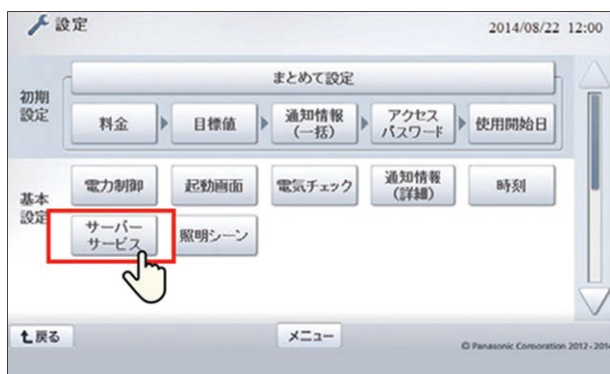 設定
2014/08/22 12:00
初期
設定
まとめて設定
料金
目標値
通知情報
(一括)
アクセス
パスワード
使用開始日
基本
設定
電力制御
起動画面
電気チェック
通知情報
(詳細)
時刻
サーバー
サービス
照明シーン
戻る
メニュー
© Panasonic Corporation 2012-2014